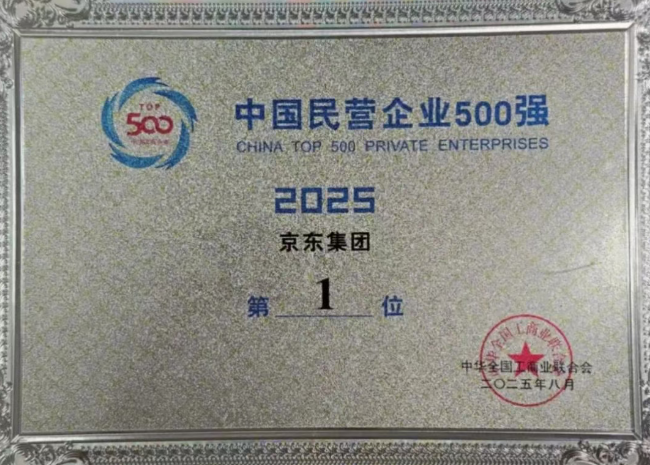 TOP
500
中国民营企业500强
CHINA TOP 500 PRIVATE ENTERPRISES
2025
京东集团
第 1 位
中华全国工商业联合会
二〇二五年八月